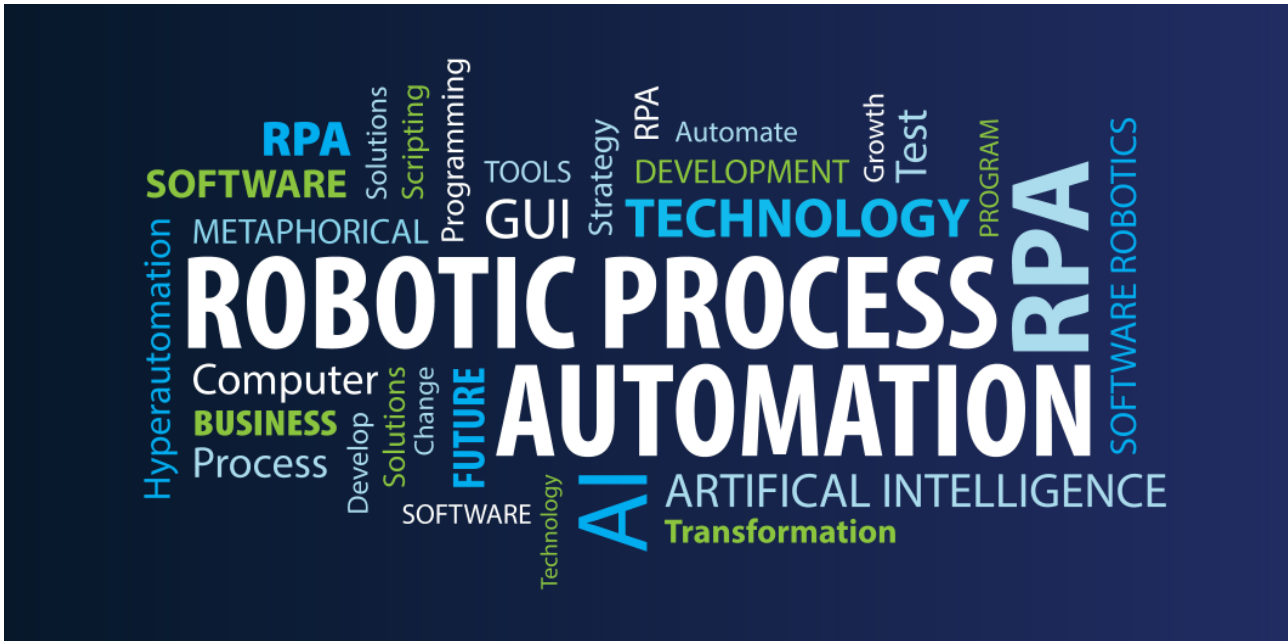 RPA
Solutions
Scripting
Programming
RPA
Automate
Growth
Test
PROGRAM
SOFTWARE ROBOTICS
SOFTWARE
TOOLS
Strategy
DEVELOPMENT
METAPHORICAL
GUI
TECHNOLOGY
RPA
Hyperautomation
ROBOTIC PROCESS
AUTOMATION
Computer
BUSINESS
Process
Develop
Solutions
Change
FUTURE
SOFTWARE
Technology
AI
ARTIFICAL INTELLIGENCE
Transformation